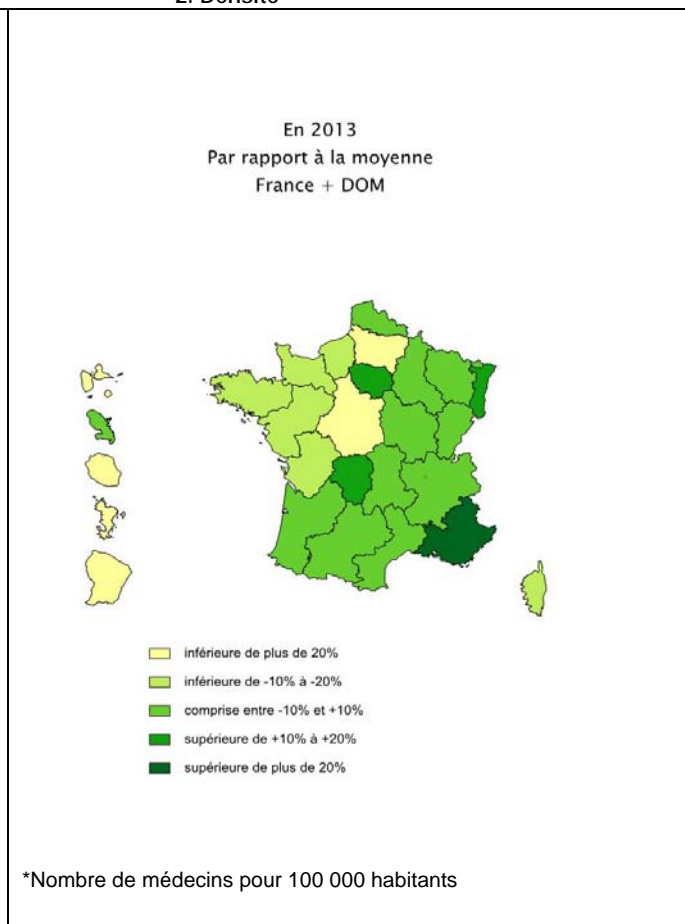 2. Densité
En 2013
Par rapport à la moyenne
France + DOM
inférieure de plus de 20%
inférieure de -10% à -20%
comprise entre -10% et +10%
supérieure de +10% à +20%
supérieure de plus de 20%
*Nombre de médecins pour 100 000 habitants